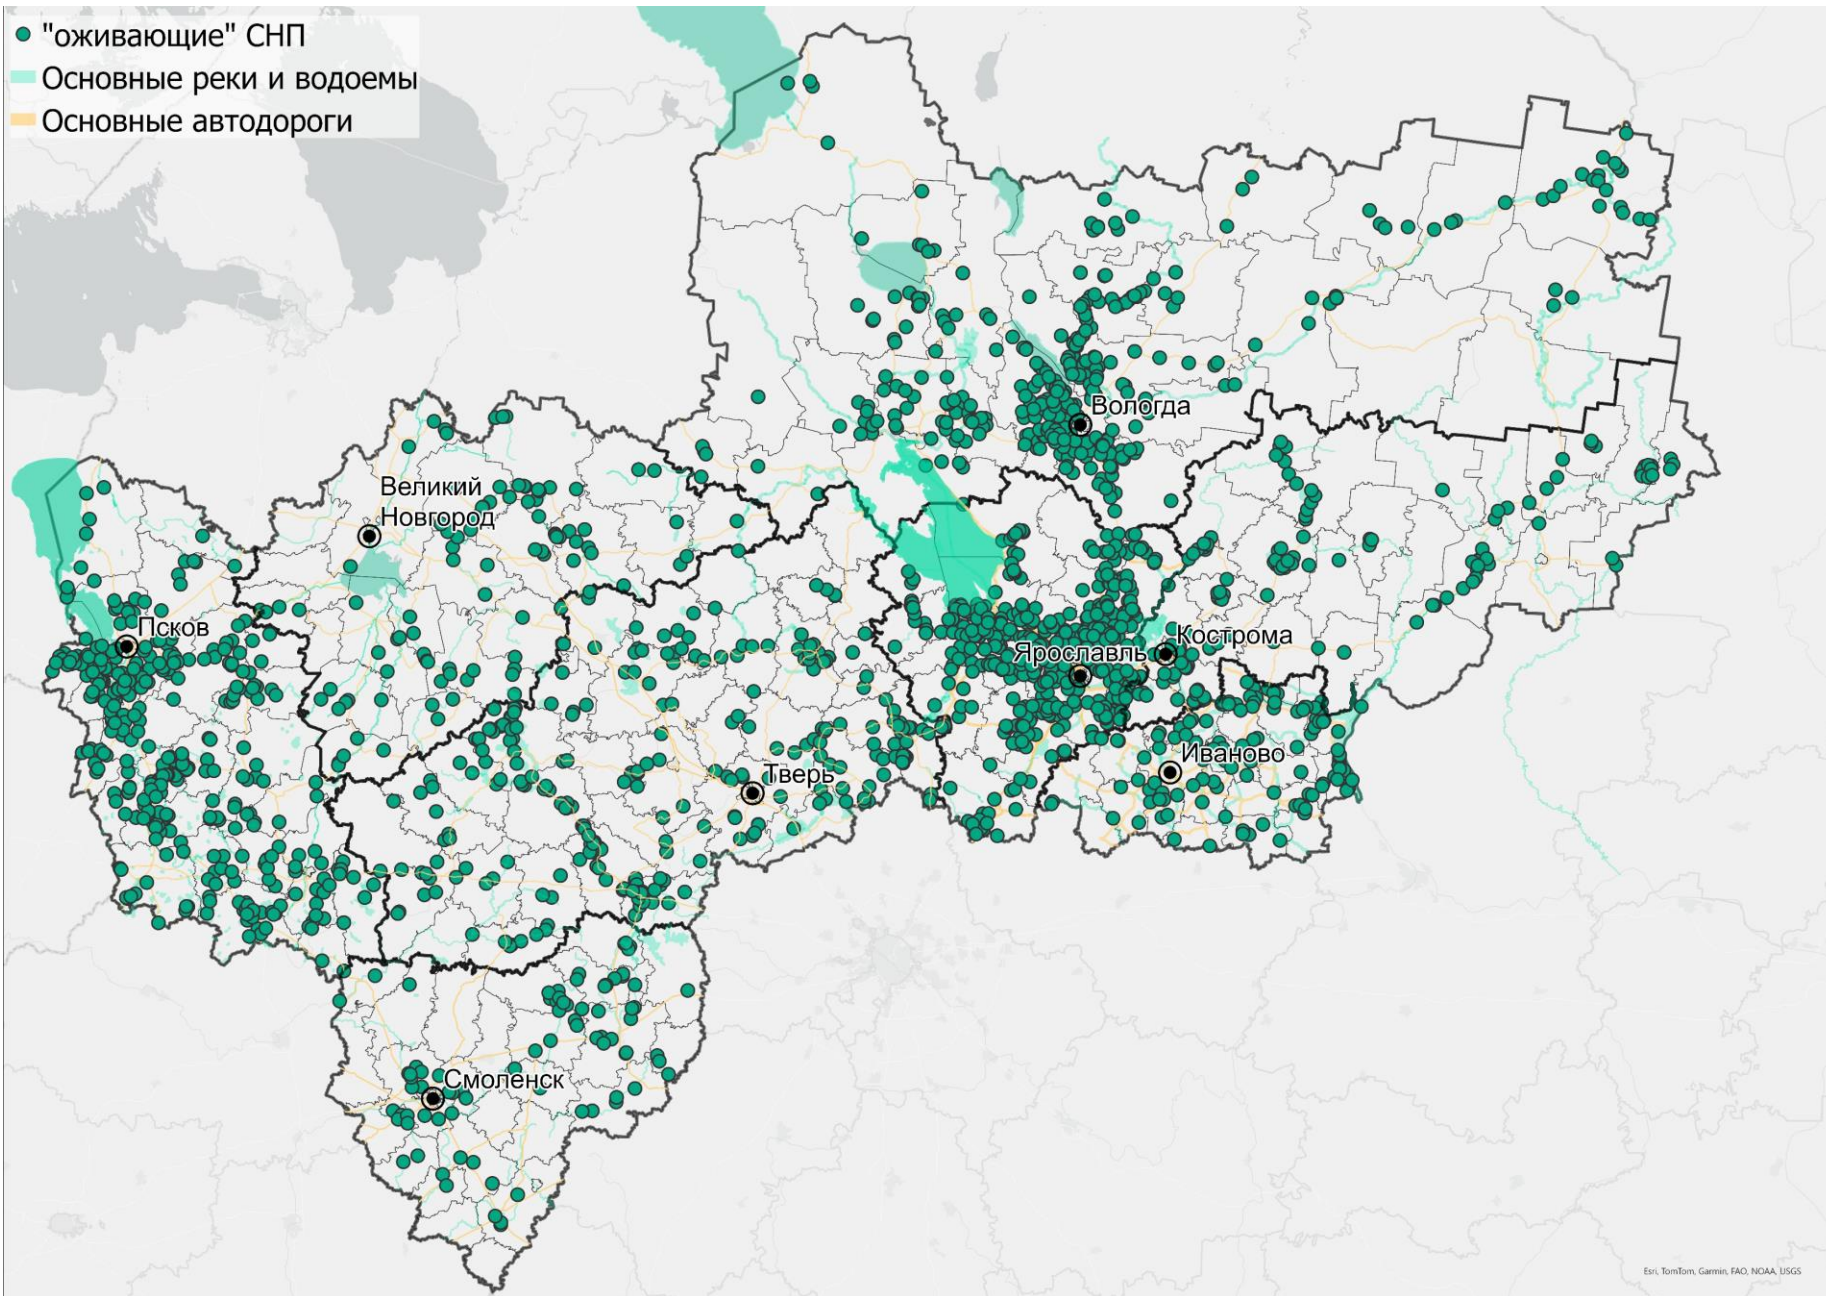 "оживающие" СНП
Основные реки и водоемы
Основные автодороги
Вологда
Великий
Новгород
Псков
Кострома
Ярославль
Иваново
Тверь
Смоленск
Esri, TomTom, Garmin, FAO, NOAA, USGS